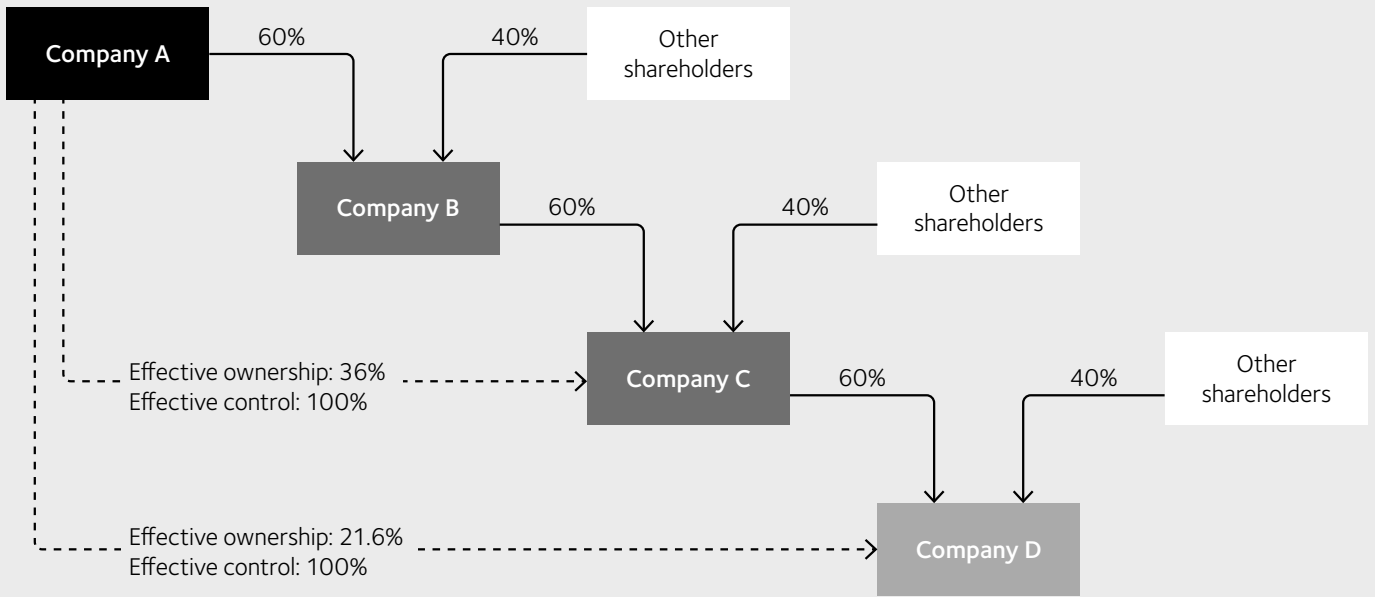 Company A
60%
40%
Other
shareholders
Company B
60%
40%
Other
shareholders
Effective ownership: 36%
Effective control: 100%
Company C
60%
40%
Other
shareholders
Effective ownership: 21.6%
Effective control: 100%
Company D